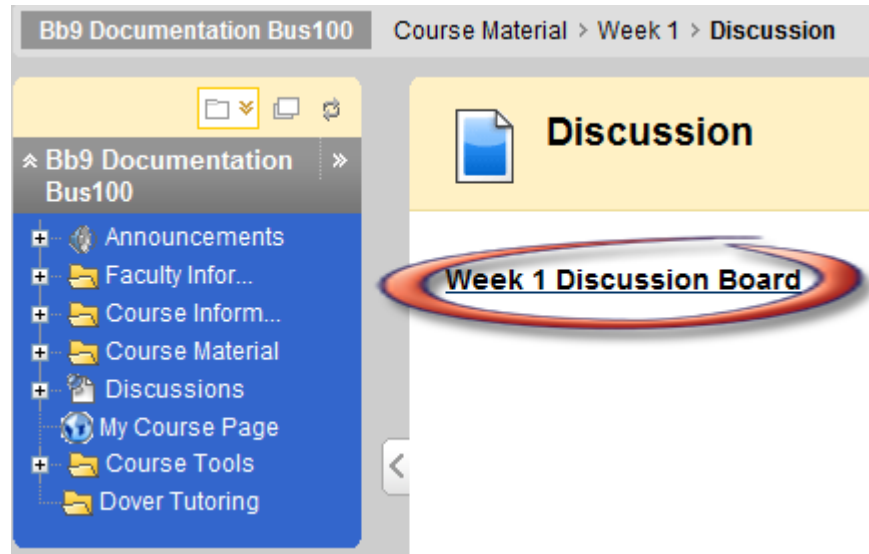 Bb9 Documentation Bus100 Course Material > Week 1 > Discussion
Bb9 Documentation
Bus100
Announcements
Faculty Infor...
Course Inform...
Course Material
Discussions
My Course Page
Course Tools
Dover Tutoring
Discussion
Week 1 Discussion Board